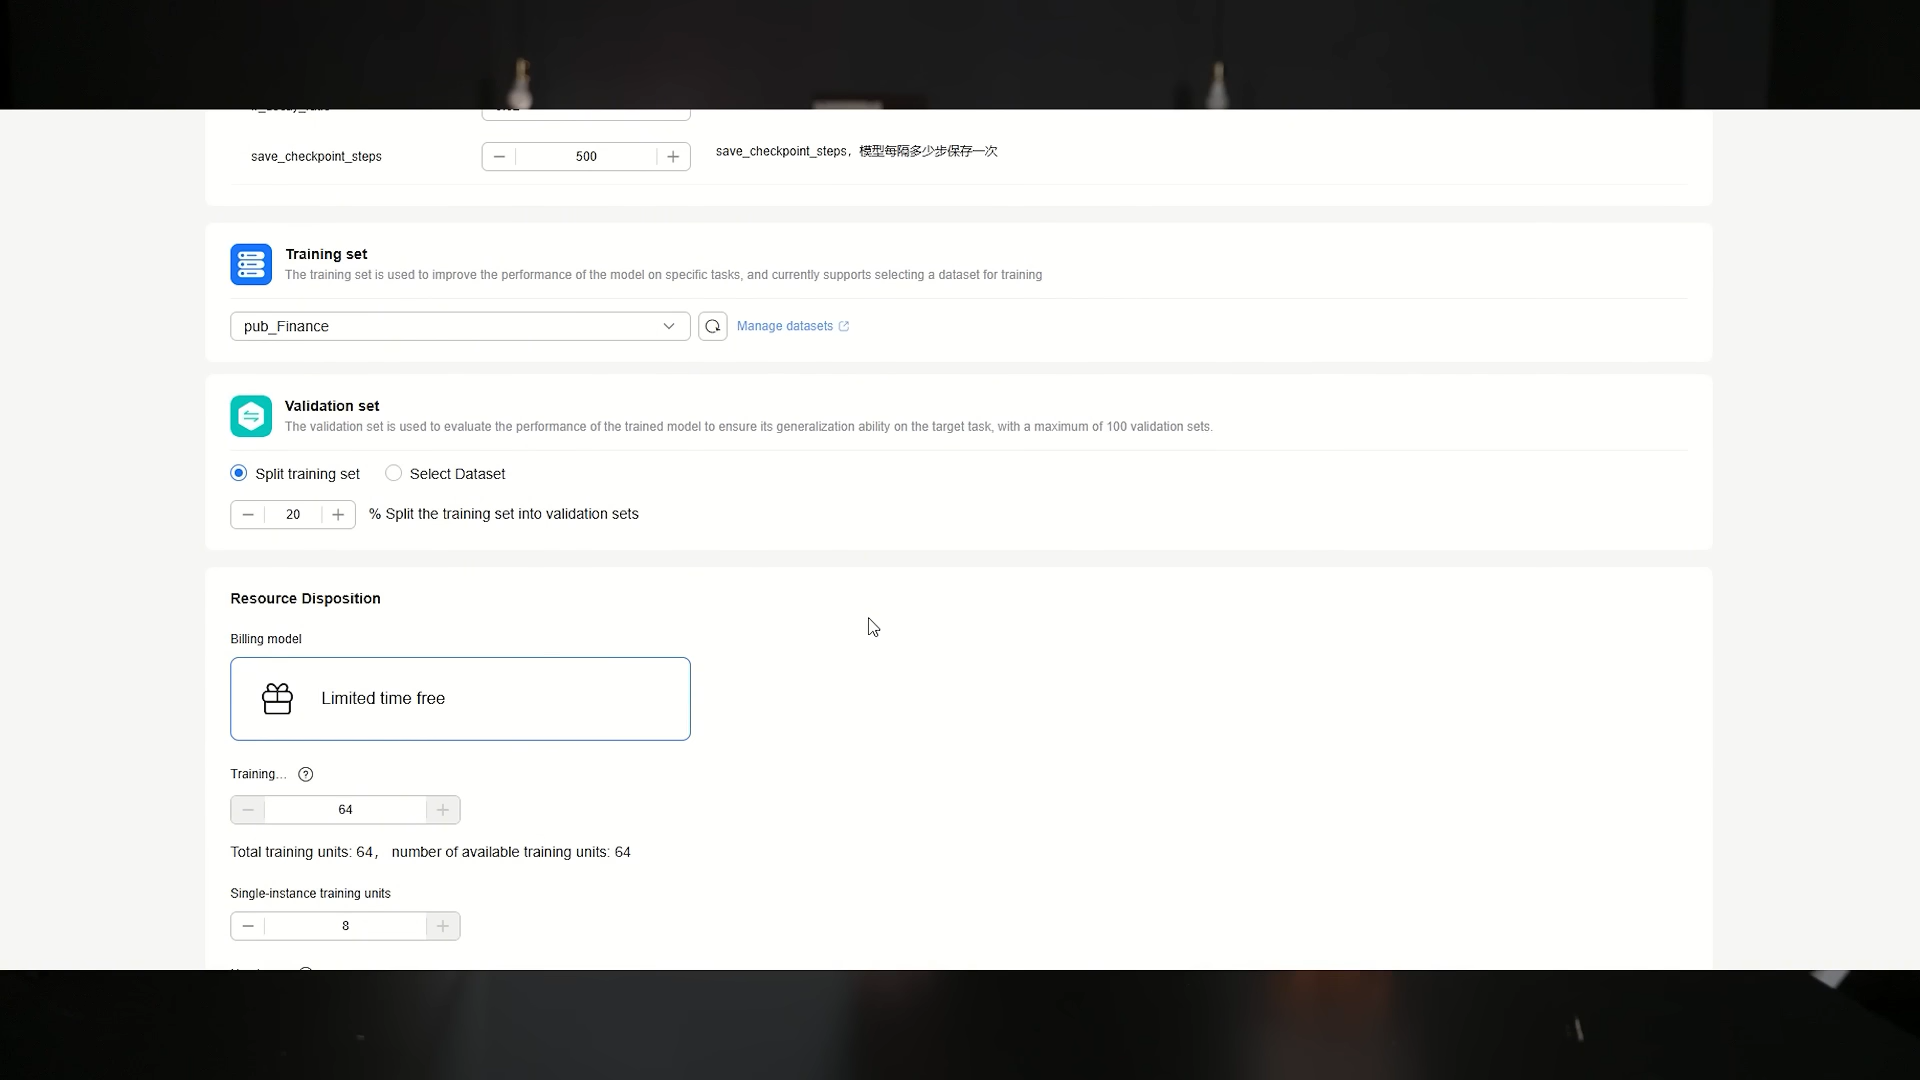 save_checkpoint_steps
500
save_checkpoint_steps，模型每隔多少步保存一次
Training set
The training set is used to improve the performance of the model on specific tasks, and currently supports selecting a dataset for training
pub_Finance
Manage datasets
Validation set
The validation set is used to evaluate the performance of the trained model to ensure its generalization ability on the target task, with a maximum of 100 validation sets.
Split training set
Select Dataset
20
% Split the training set into validation sets
Resource Disposition
Billing model
Limited time free
Training...
64
Total training units: 64， number of available training units: 64
Single-instance training units
8